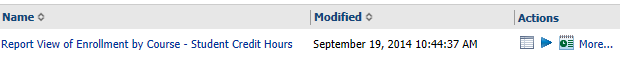 Name Modified Actions
Report View of Enrollment by Course - Student Credit Hours September 19, 2014 10:44:37 AM More...